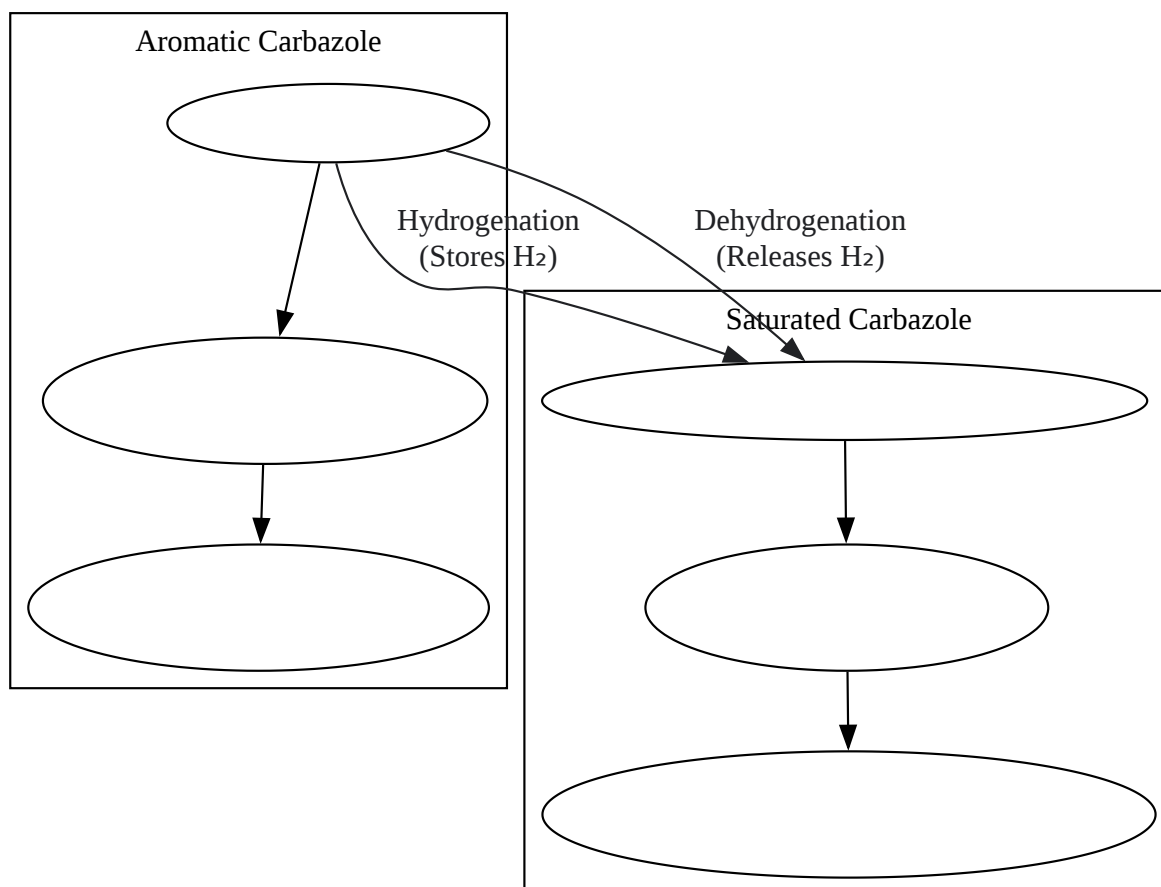 Aromatic Carbazole
Hydrogenation
(Stores H₂)
Dehydrogenation
(Releases H₂)
Saturated Carbazole